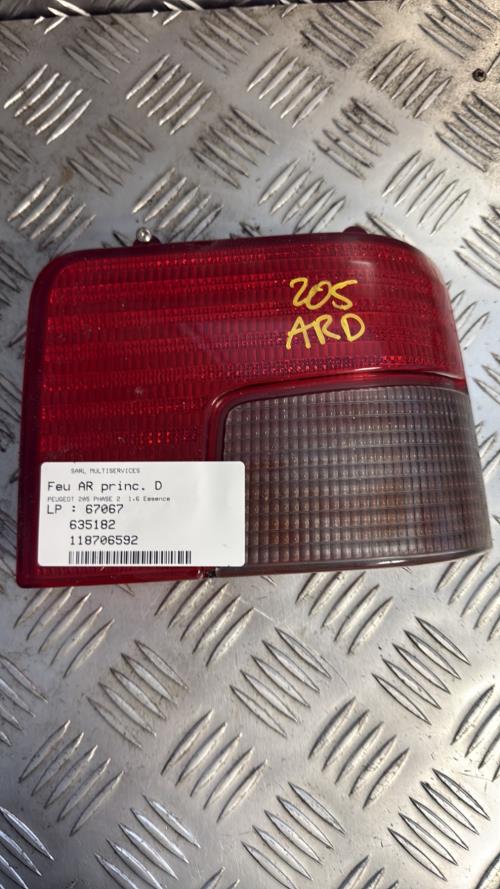 205
ARD
SARL MULTISERVICES
Feu AR princ. D
PEUGEOT 205 PHASE 2 1.6 Essence
LP : 67067
635182
118706592